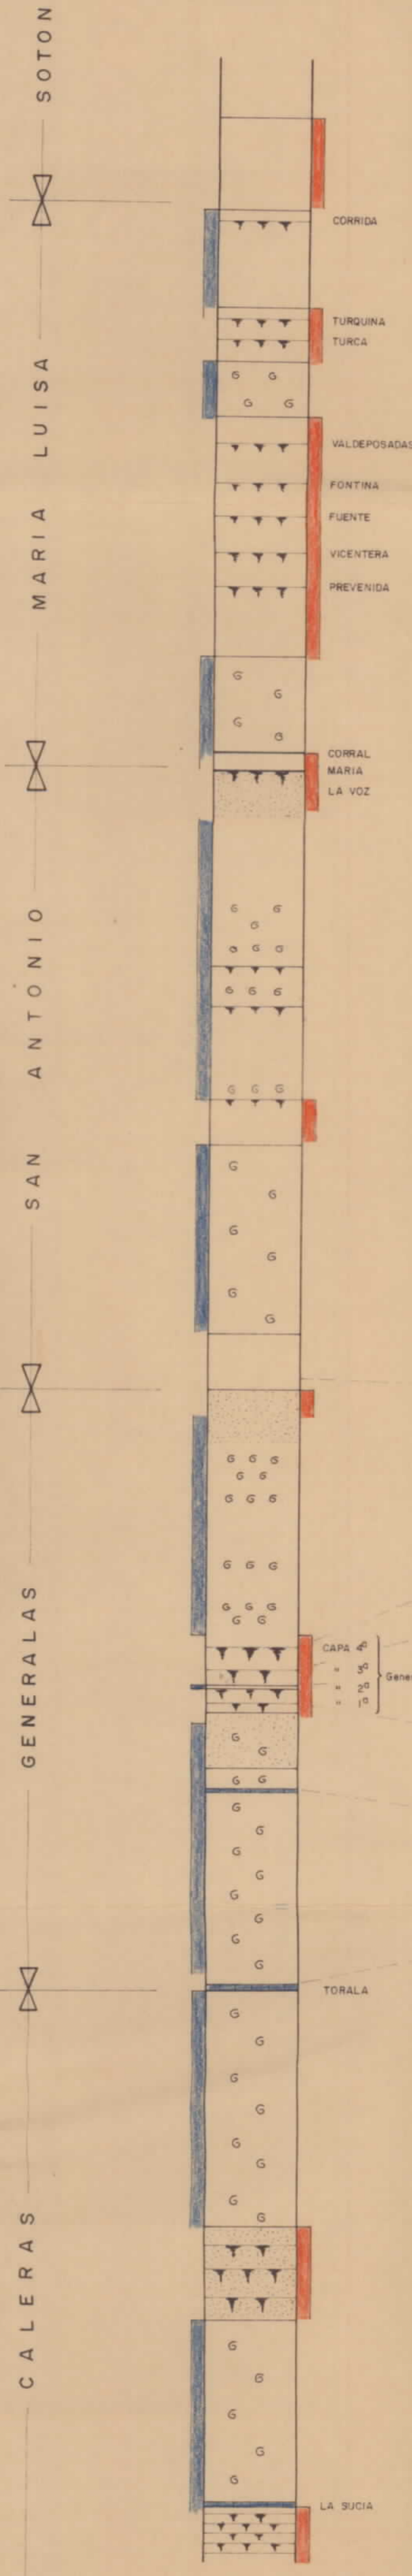 SOTON
CORRIDA
TURQUINA
TURCA
MARIA LUISA
VALDEPOSADAS
FONTINA
FUENTE
VICENTERA
PREVENIDA
CORRAL
MARIA
LA VOZ
SAN ANTONIO
GENERALAS
CAPA 4ª
" 3ª
" 2ª
" 1ª
TORALA
CALERAS
LA SUCIA